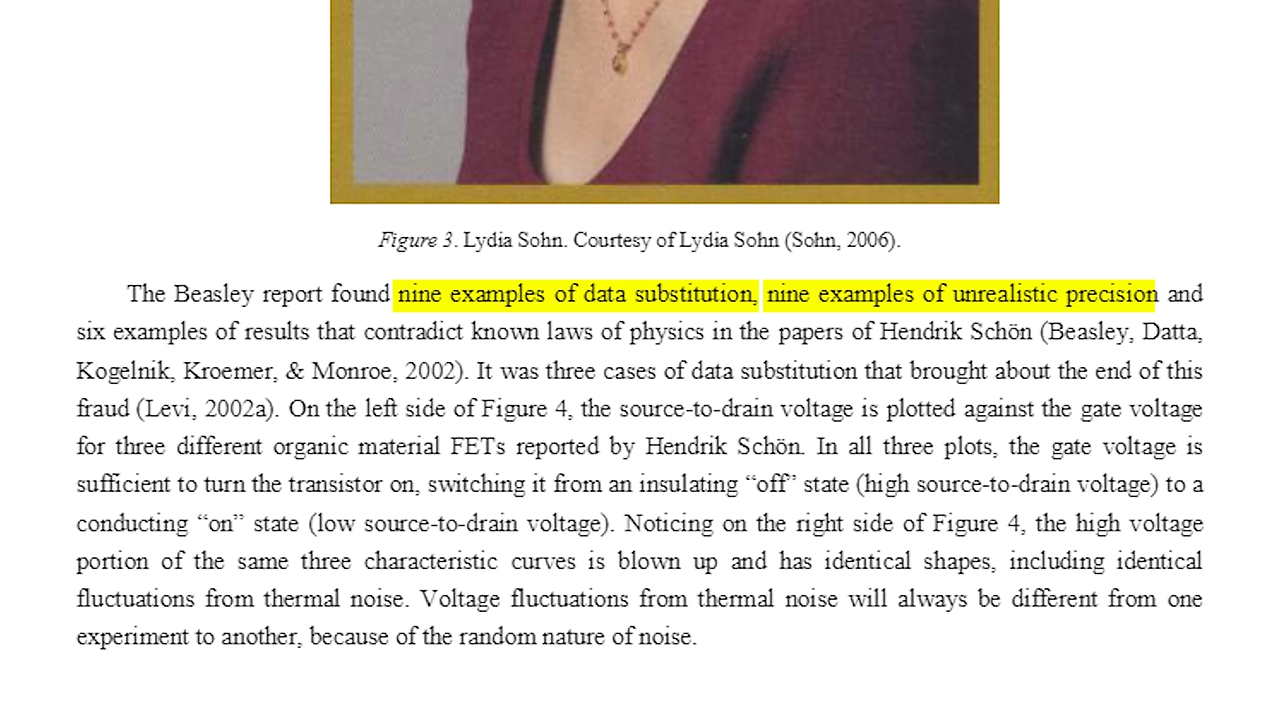 Figure 3. Lydia Sohn. Courtesy of Lydia Sohn (Sohn, 2006).
The Beasley report found nine examples of data substitution, nine examples of unrealistic precision and
six examples of results that contradict known laws of physics in the papers of Hendrik Schön (Beasley, Datta,
Kogelnik, Kroemer, & Monroe, 2002). It was three cases of data substitution that brought about the end of this
fraud (Levi, 2002a). On the left side of Figure 4, the source-to-drain voltage is plotted against the gate voltage
for three different organic material FETs reported by Hendrik Schön. In all three plots, the gate voltage is
sufficient to turn the transistor on, switching it from an insulating “off” state (high source-to-drain voltage) to a
conducting “on” state (low source-to-drain voltage). Noticing on the right side of Figure 4, the high voltage
portion of the same three characteristic curves is blown up and has identical shapes, including identical
fluctuations from thermal noise. Voltage fluctuations from thermal noise will always be different from one
experiment to another, because of the random nature of noise.